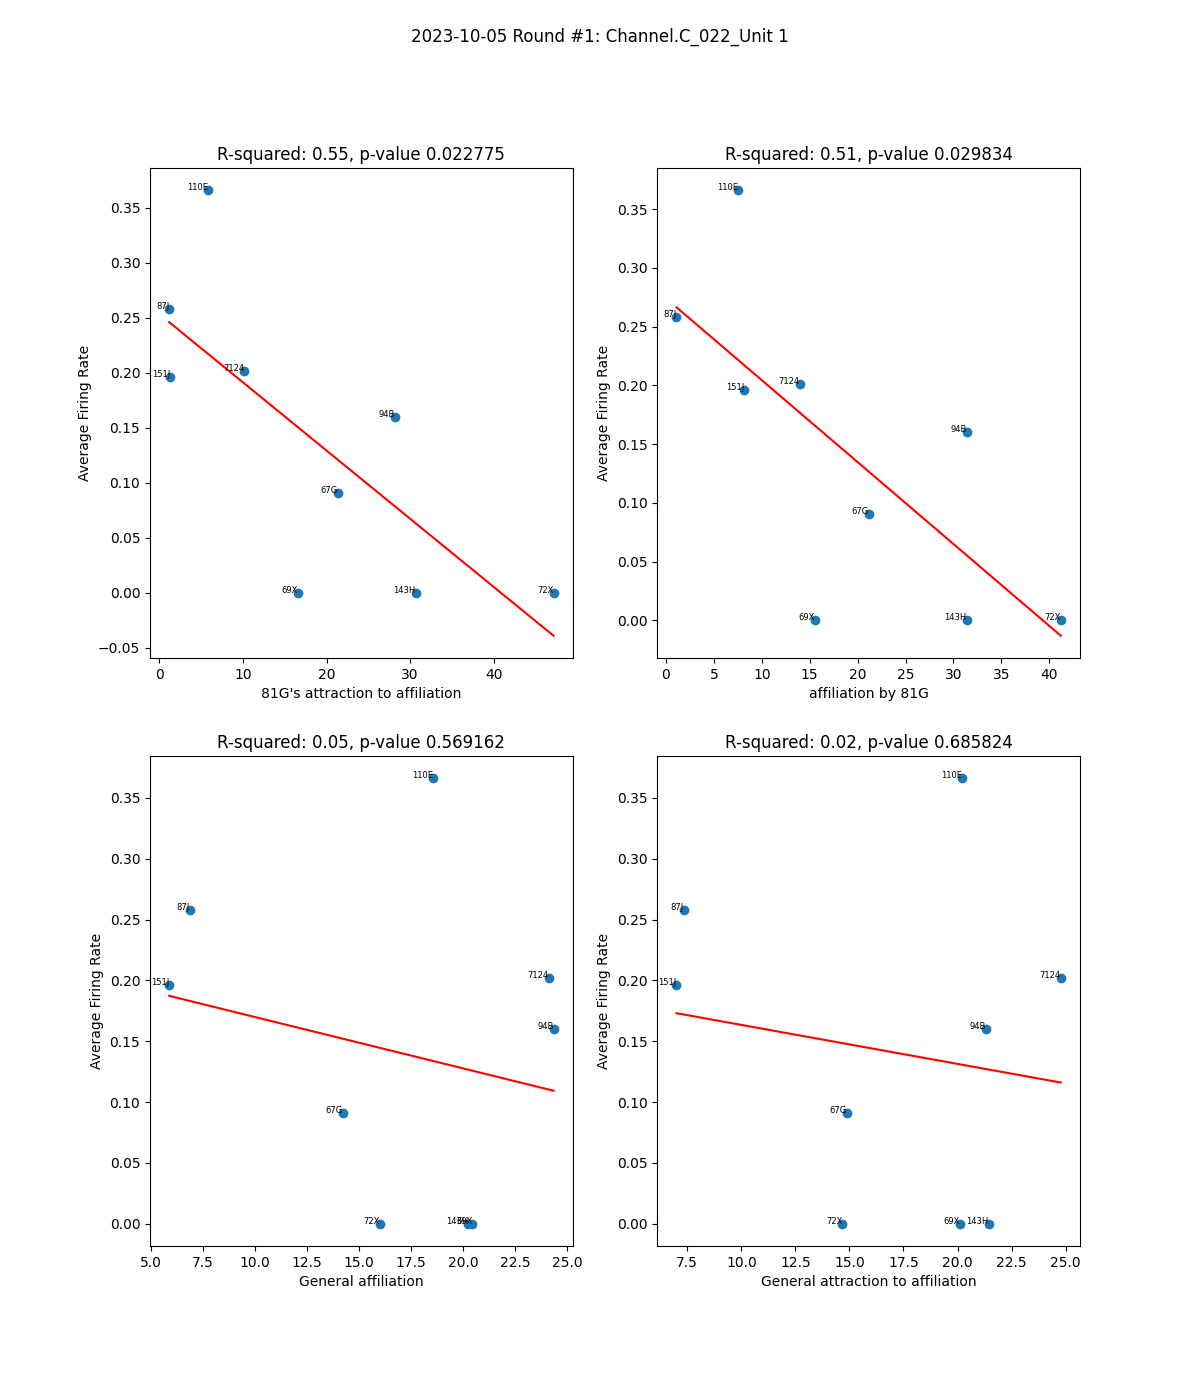 2023-10-05 Round #1: Channel.C_022_Unit 1
R-squared: 0.55, p-value 0.022775
Average Firing Rate
0.35
0.30
0.25
0.20
0.15
0.10
0.05
0.00
−0.05
110E
87J
151J
7124
94B
67G
69X
143H
72X
0
10
20
30
40
81G's attraction to affiliation
R-squared: 0.51, p-value 0.029834
Average Firing Rate
0.35
0.30
0.25
0.20
0.15
0.10
0.05
0.00
110E
87J
151J
7124
94B
67G
69X
143H
72X
0
5
10
15
20
25
30
35
40
affiliation by 81G
R-squared: 0.05, p-value 0.569162
Average Firing Rate
0.35
0.30
0.25
0.20
0.15
0.10
0.05
0.00
110E
87J
151J
7124
94B
67G
72X
143H
69X
5.0
7.5
10.0
12.5
15.0
17.5
20.0
22.5
25.0
General affiliation
R-squared: 0.02, p-value 0.685824
Average Firing Rate
0.35
0.30
0.25
0.20
0.15
0.10
0.05
0.00
110E
87J
151J
7124
94B
67G
72X
69X
143H
7.5
10.0
12.5
15.0
17.5
20.0
22.5
25.0
General attraction to affiliation